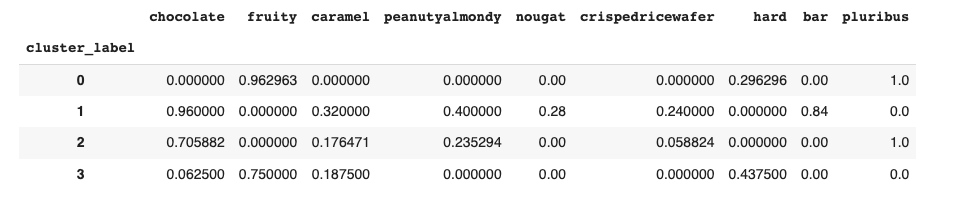 chocolate fruity caramel peanutyalmondy nougat crispedricewafer hard bar pluribus
cluster_label
0 0.000000 0.962963 0.000000 0.000000 0.00 0.000000 0.296296 0.00 1.0
1 0.960000 0.000000 0.320000 0.400000 0.28 0.240000 0.000000 0.84 0.0
2 0.705882 0.000000 0.176471 0.235294 0.00 0.058824 0.000000 0.00 1.0
3 0.062500 0.750000 0.187500 0.000000 0.00 0.000000 0.437500 0.00 0.0